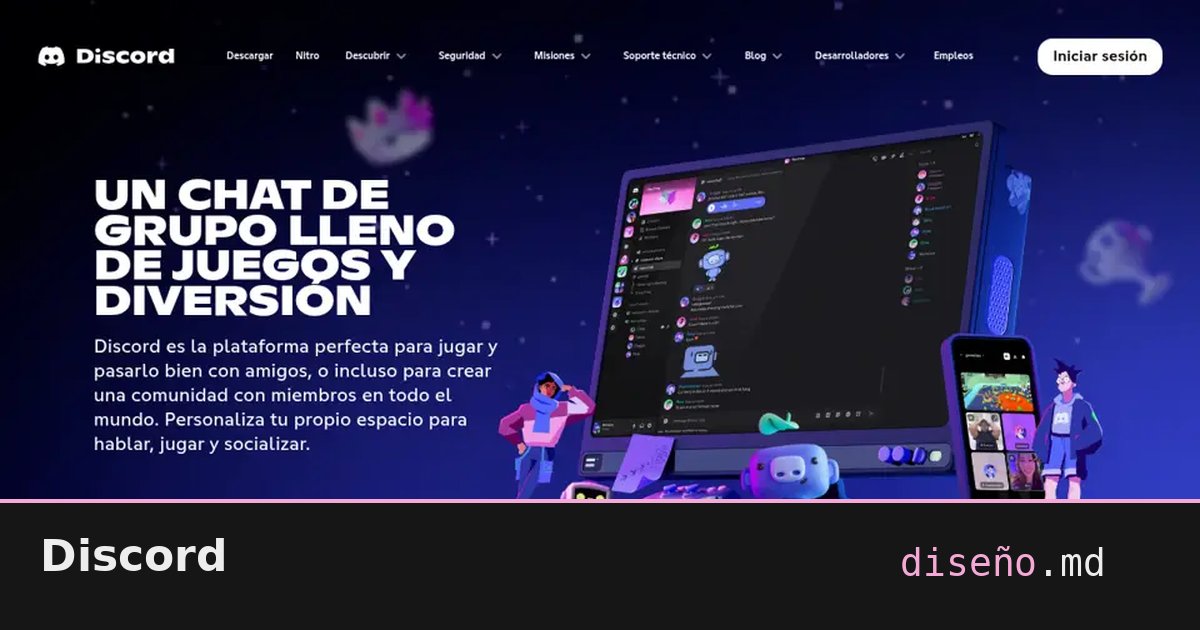 Discord
Descargar Nitro Descubrir Seguridad Misiones Soporte técnico Blog Desarrolladores Empleos
Iniciar sesión
UN CHAT DE
GRUPO LLENO
DE JUEGOS Y
DIVERSIÓN
Discord es la plataforma perfecta para jugar y
pasarlo bien con amigos, o incluso para crear
una comunidad con miembros en todo el
mundo. Personaliza tu propio espacio para
hablar, jugar y socializar.
Discord
diseño.md